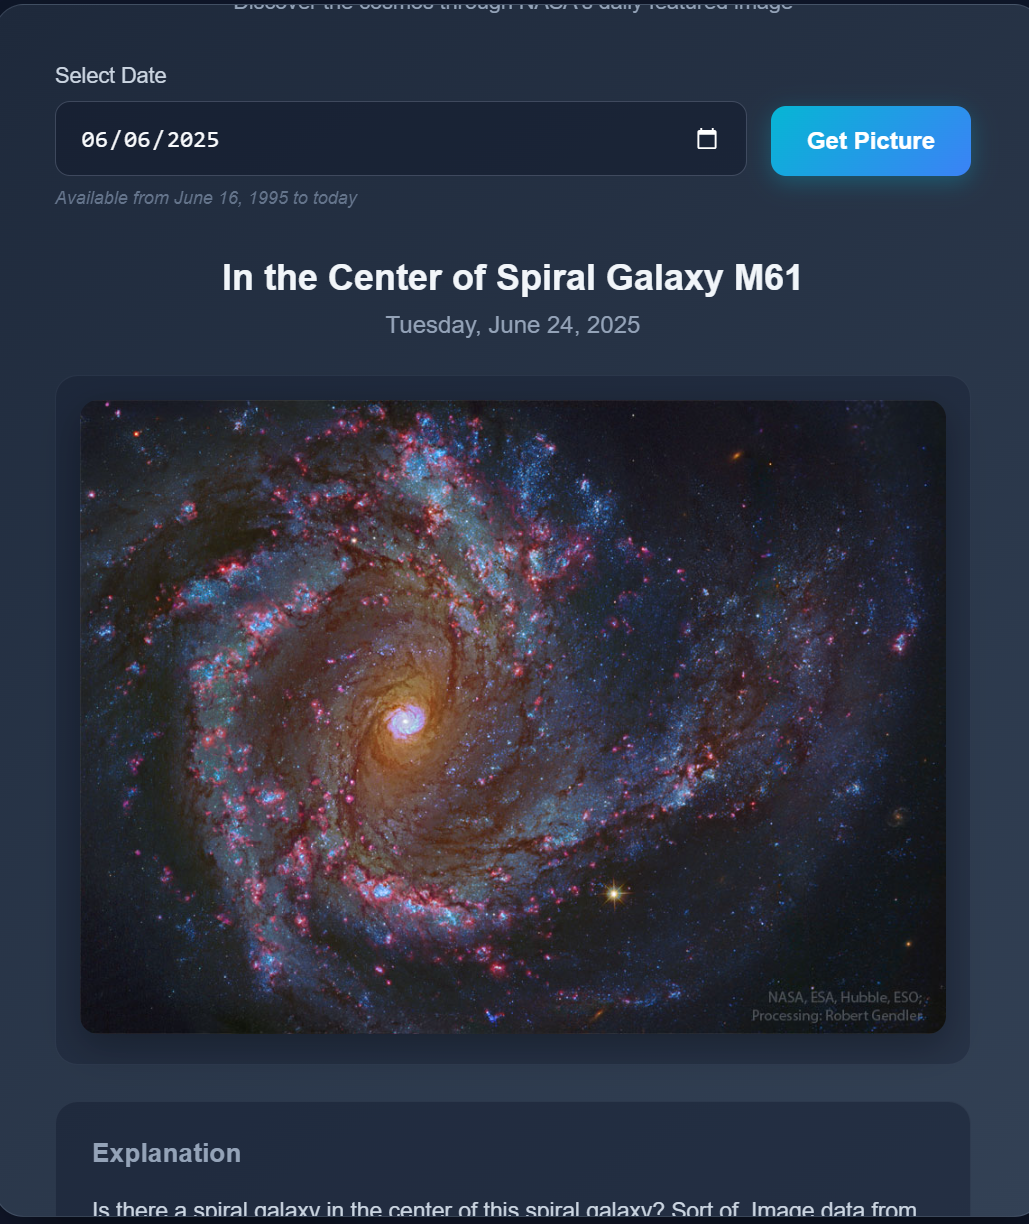 Discover the cosmos through NASA's daily featured image
Select Date
06/06/2025
Get Picture
Available from June 16, 1995 to today
In the Center of Spiral Galaxy M61
Tuesday, June 24, 2025
NASA, ESA, Hubble, ESO;
Processing: Robert Gendler
Explanation
Is there a spiral galaxy in the center of this spiral galaxy? Sort of. Image data from